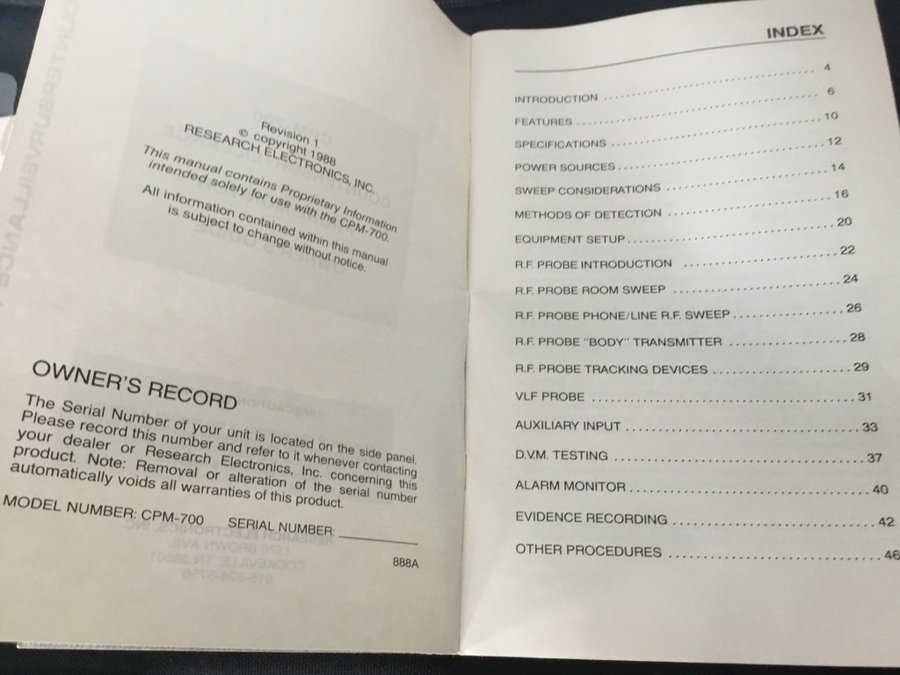 Revision 1
© copyright 1988
RESEARCH ELECTRONICS, INC.
This manual contains Proprietary Information
intended solely for use with the CPM-700.
All information contained within this manual
is subject to change without notice.
OWNER'S RECORD
The Serial Number of your unit is located on the side panel.
Please record this number and refer to it whenever contacting
your dealer or Research Electronics, Inc. concerning this
product. Note: Removal or alteration of the serial number
automatically voids all warranties of this product.
MODEL NUMBER: CPM-700 SERIAL NUMBER:
888A
INDEX
INTRODUCTION 4
FEATURES 6
SPECIFICATIONS 10
POWER SOURCES 12
SWEEP CONSIDERATIONS 14
METHODS OF DETECTION 16
EQUIPMENT SETUP 20
R.F. PROBE INTRODUCTION 22
R.F. PROBE ROOM SWEEP 24
R.F. PROBE PHONE/LINE R.F. SWEEP 26
R.F. PROBE "BODY" TRANSMITTER 28
R.F. PROBE TRACKING DEVICES 29
VLF PROBE 31
AUXILIARY INPUT 33
D.V.M. TESTING 37
ALARM MONITOR 40
EVIDENCE RECORDING 42
OTHER PROCEDURES 46